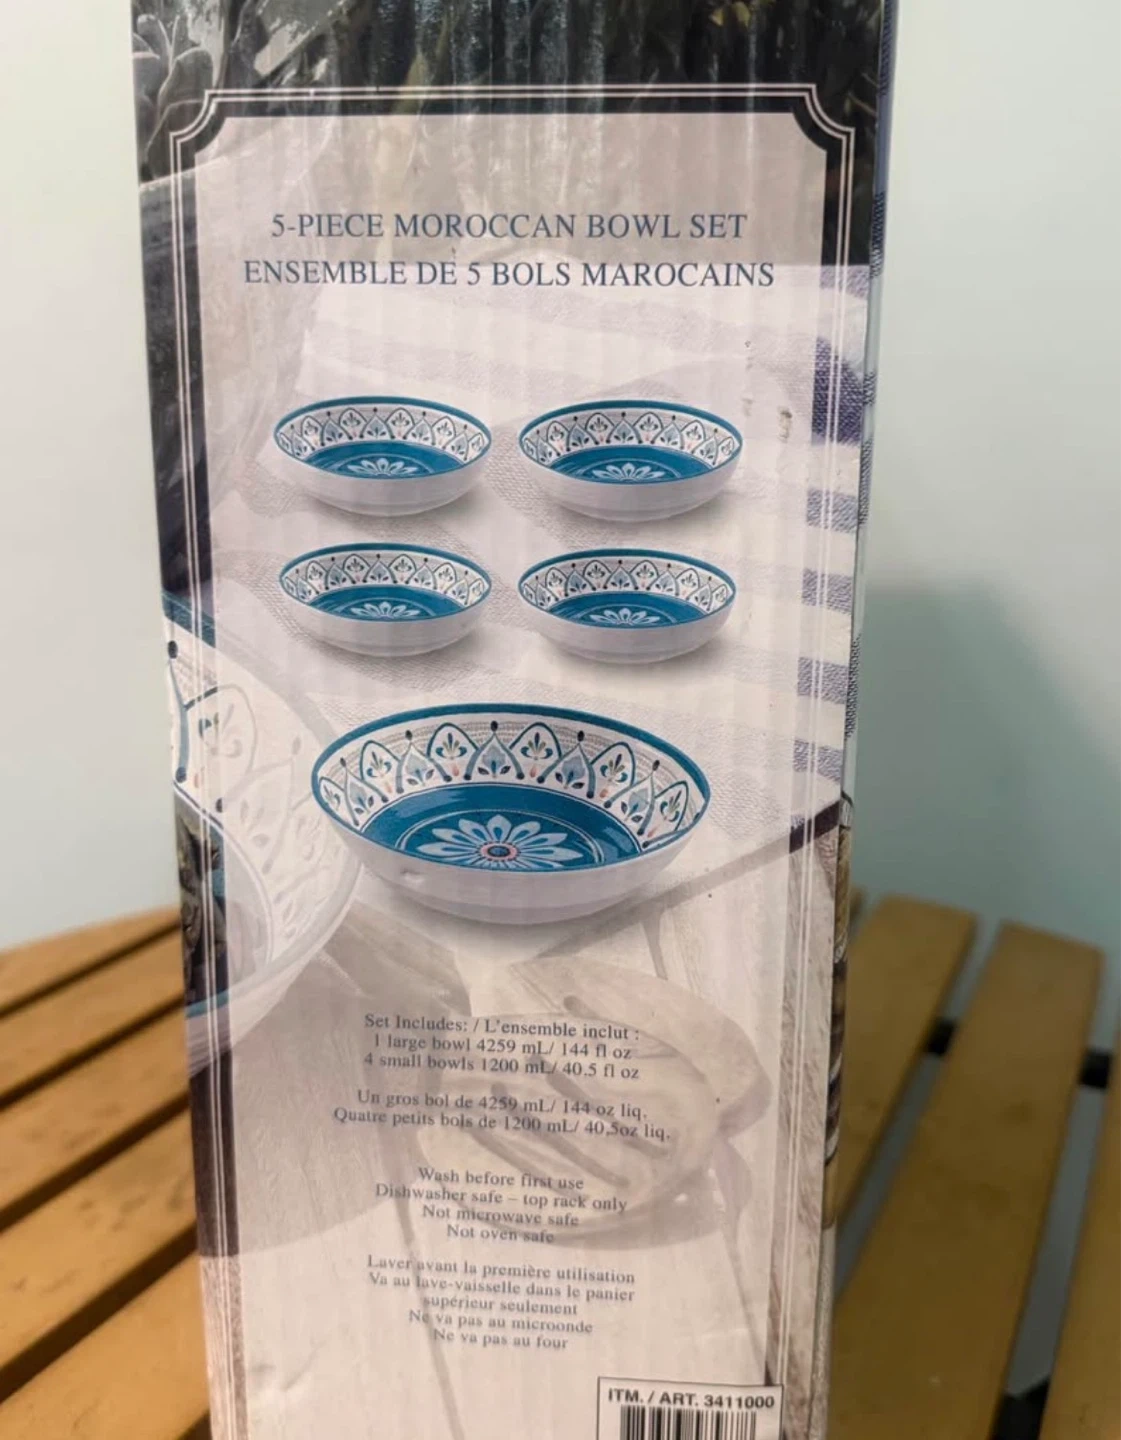 5-PIECE MOROCCAN BOWL SET
ENSEMBLE DE 5 BOLS MAROCAINS
Set Includes: / L'ensemble inclut :
1 large bowl 4259 mL/ 144 fl oz
4 small bowls 1200 mL/ 40.5 fl oz
Un gros bol de 4259 mL/ 144 oz liq.
Quatre petits bols de 1200 mL/ 40,5oz liq.
Wash before first use
Dishwasher safe – top rack only
Not microwave safe
Not oven safe
Laver avant la première utilisation
Va au lave-vaisselle dans le panier
supérieur seulement
Ne va pas au microonde
Ne va pas au four
ITM. / ART. 3411000